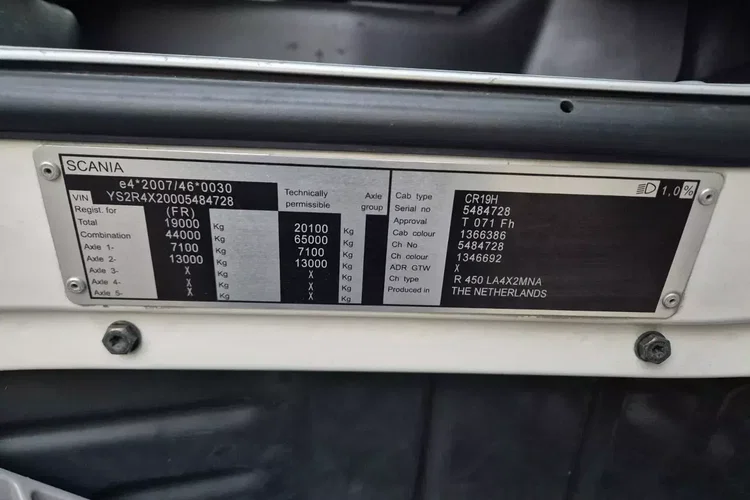 SCANIA
e4*2007/46*0030
VIN YS2R4X20005484728
Regist. for (FR) Technically permissible Axle group
Total 19000 Kg 20100 Kg
Combination 44000 Kg 65000 Kg
Axle 1- 7100 Kg 7100 Kg
Axle 2- 13000 Kg 13000 Kg
Axle 3- X Kg X Kg
Axle 4- X Kg X Kg
Axle 5- X Kg X Kg
1,0%
Cab type CR19H
Serial no 5484728
Approval T 071 Fh
Cab colour 1366386
Ch No 5484728
Ch colour 1346692
ADR GTW X
Ch type R 450 LA4X2MNA
Produced in THE NETHERLANDS